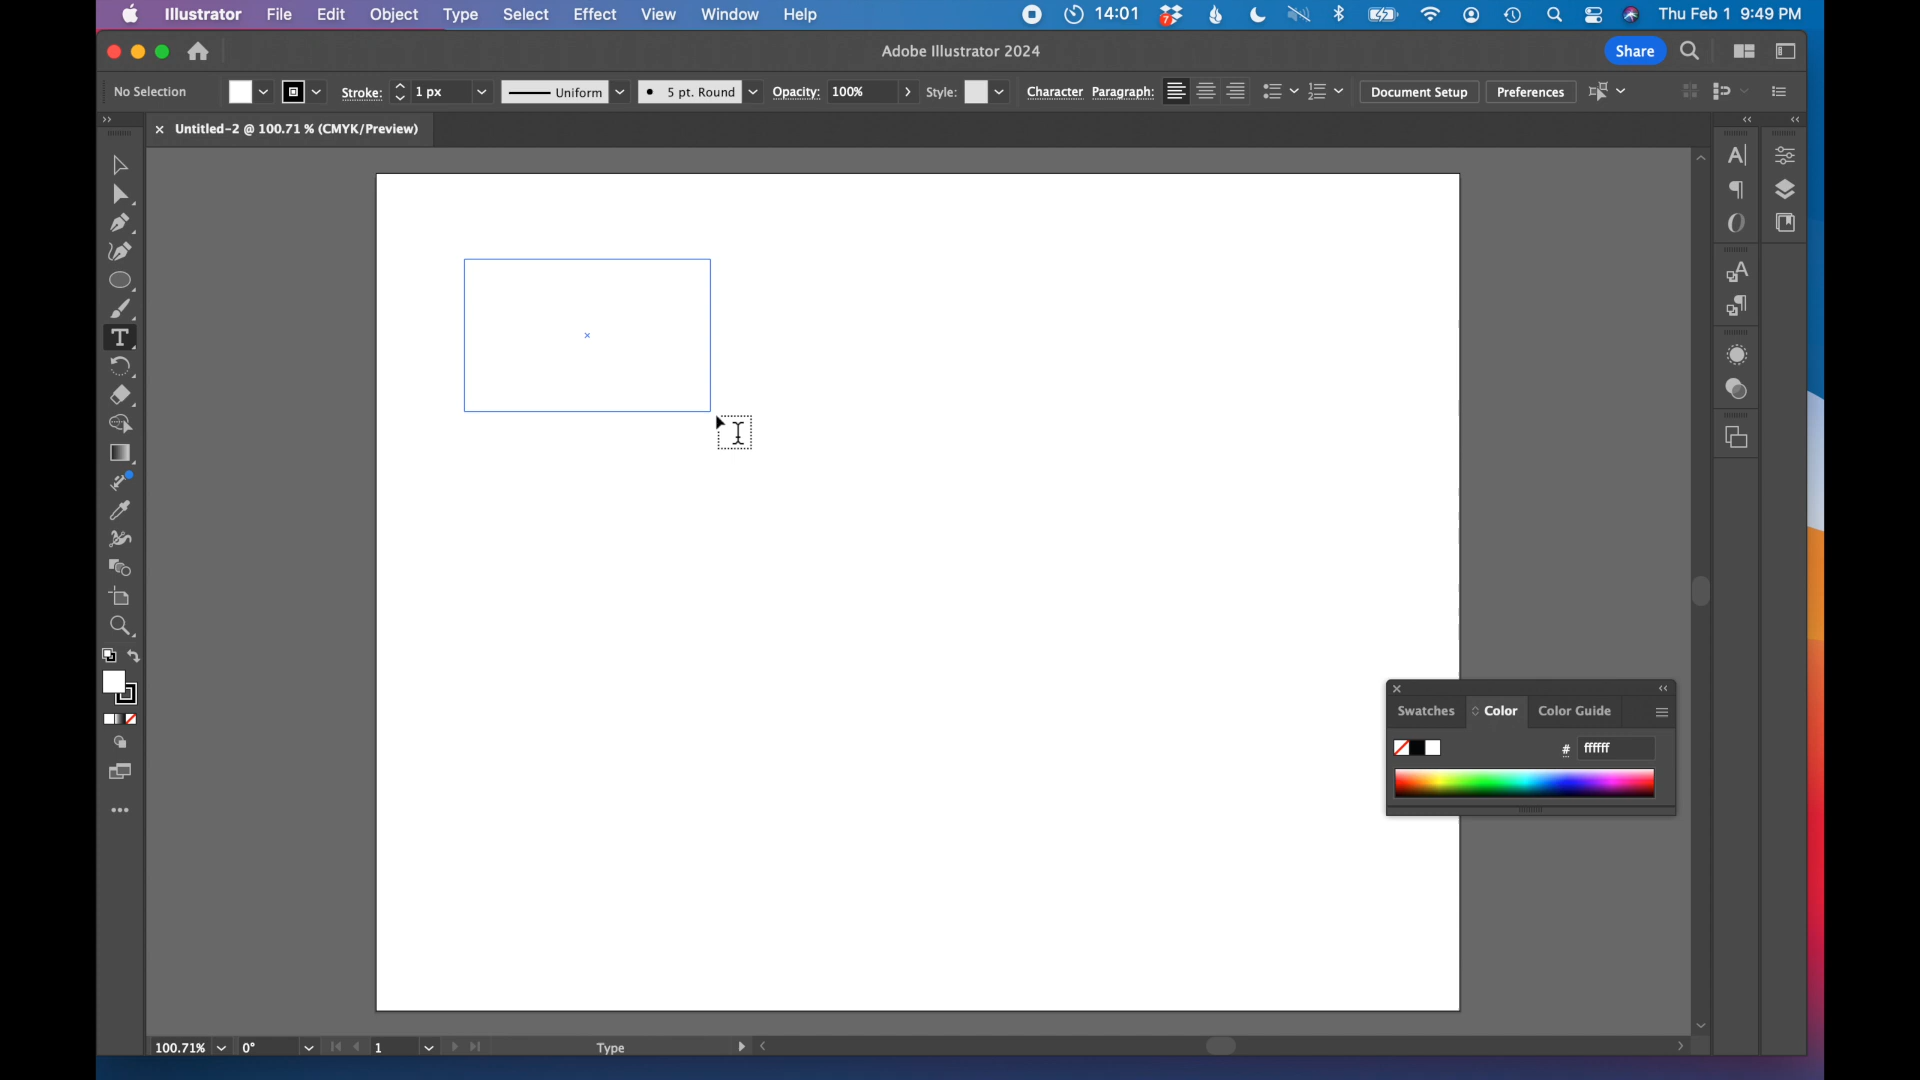 Illustrator File Edit Object Type Select Effect View Window Help 14:01 7 Thu Feb 1 9:49 PM
Adobe Illustrator 2024 Share
No Selection Stroke: 1 px Uniform 5 pt. Round Opacity: 100% Style: Character Paragraph: Document Setup Preferences
Untitled-2 @ 100.71 % (CMYK/Preview)
Swatches Color Color Guide
# ffffff
100.71% 0° 1 Type